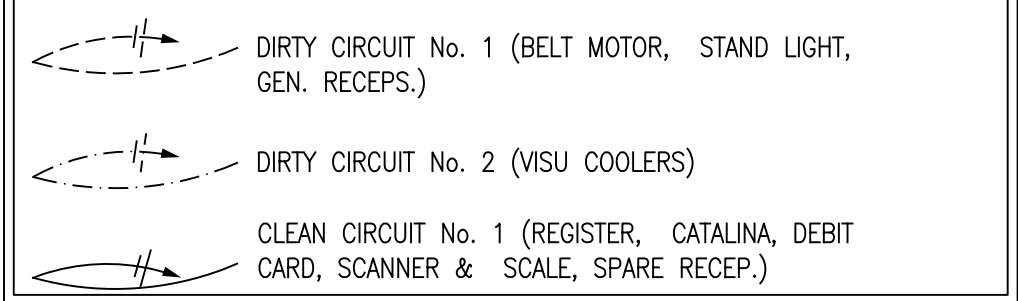 DIRTY CIRCUIT No. 1 (BELT MOTOR, STAND LIGHT,
GEN. RECEPS.)
DIRTY CIRCUIT No. 2 (VISU COOLERS)
CLEAN CIRCUIT No. 1 (REGISTER, CATALINA, DEBIT
CARD, SCANNER & SCALE, SPARE RECEP.)